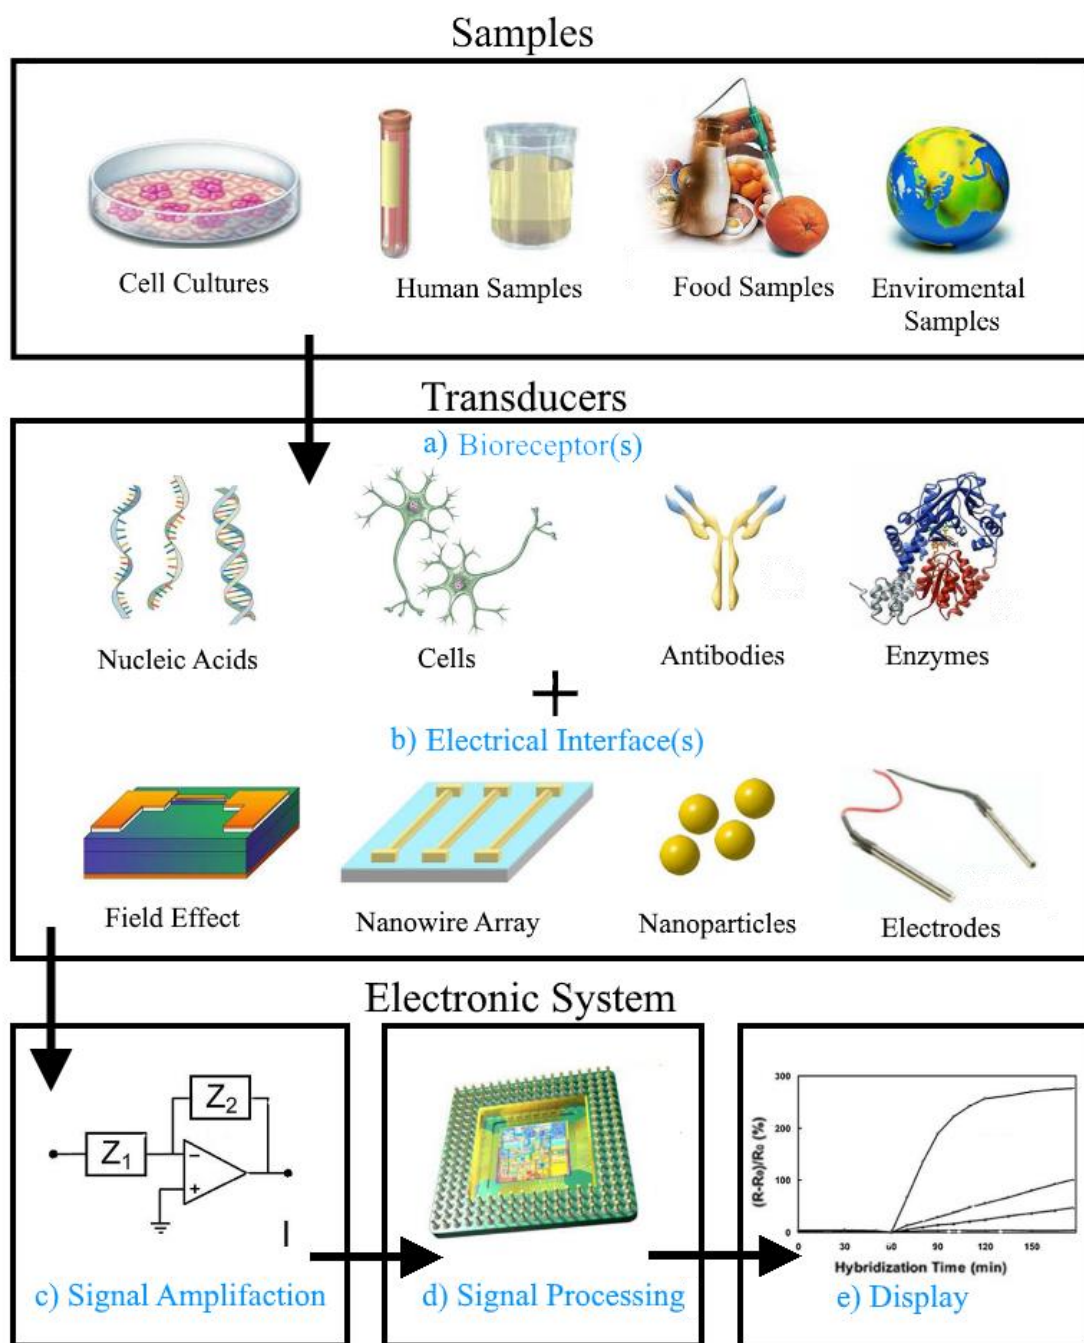 Samples
Cell Cultures
Human Samples
Food Samples
Enviromental
Samples
Transducers
a) Bioreceptor(s)
Nucleic Acids
Cells
Antibodies
Enzymes
+
b) Electrical Interface(s)
Field Effect
Nanowire Array
Nanoparticles
Electrodes
Electronic System
Z2
Z1
−
+
I
c) Signal Amplifaction
d) Signal Processing
300
200
100
0
(R-R0)/R0 (%)
0 30 60 90 120 150
Hybridization Time (min)
e) Display